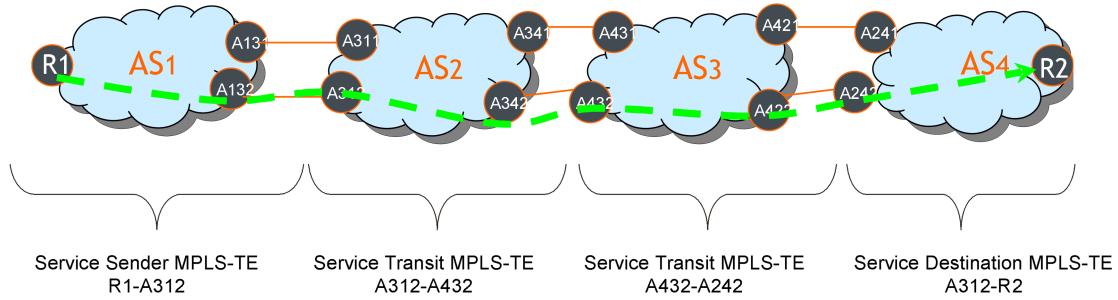 A131
A311
A341
A431
A421
A241
R1
AS1
AS2
AS3
AS4
R2
A132
A312
A342
A432
A422
A242
Service Sender MPLS-TE
R1-A312
Service Transit MPLS-TE
A312-A432
Service Transit MPLS-TE
A432-A242
Service Destination MPLS-TE
A312-R2